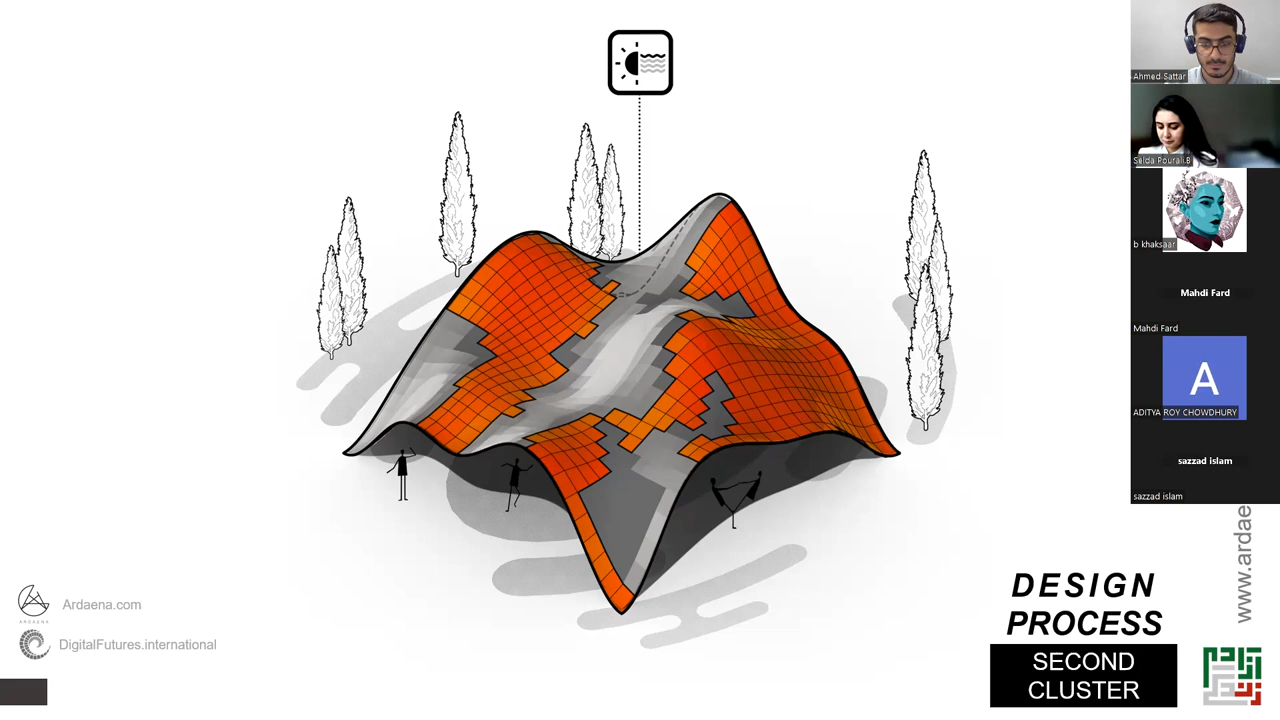 Ahmed Sattar
Selda Pourali.B
b khaksaar
Mahdi Fard
Mahdi Fard
A
ADITYA ROY CHOWDHURY
sazzad islam
sazzad islam
www.ardae
DESIGN
PROCESS
SECOND
CLUSTER
ARDAENA
Ardaena.com
DigitalFutures.international